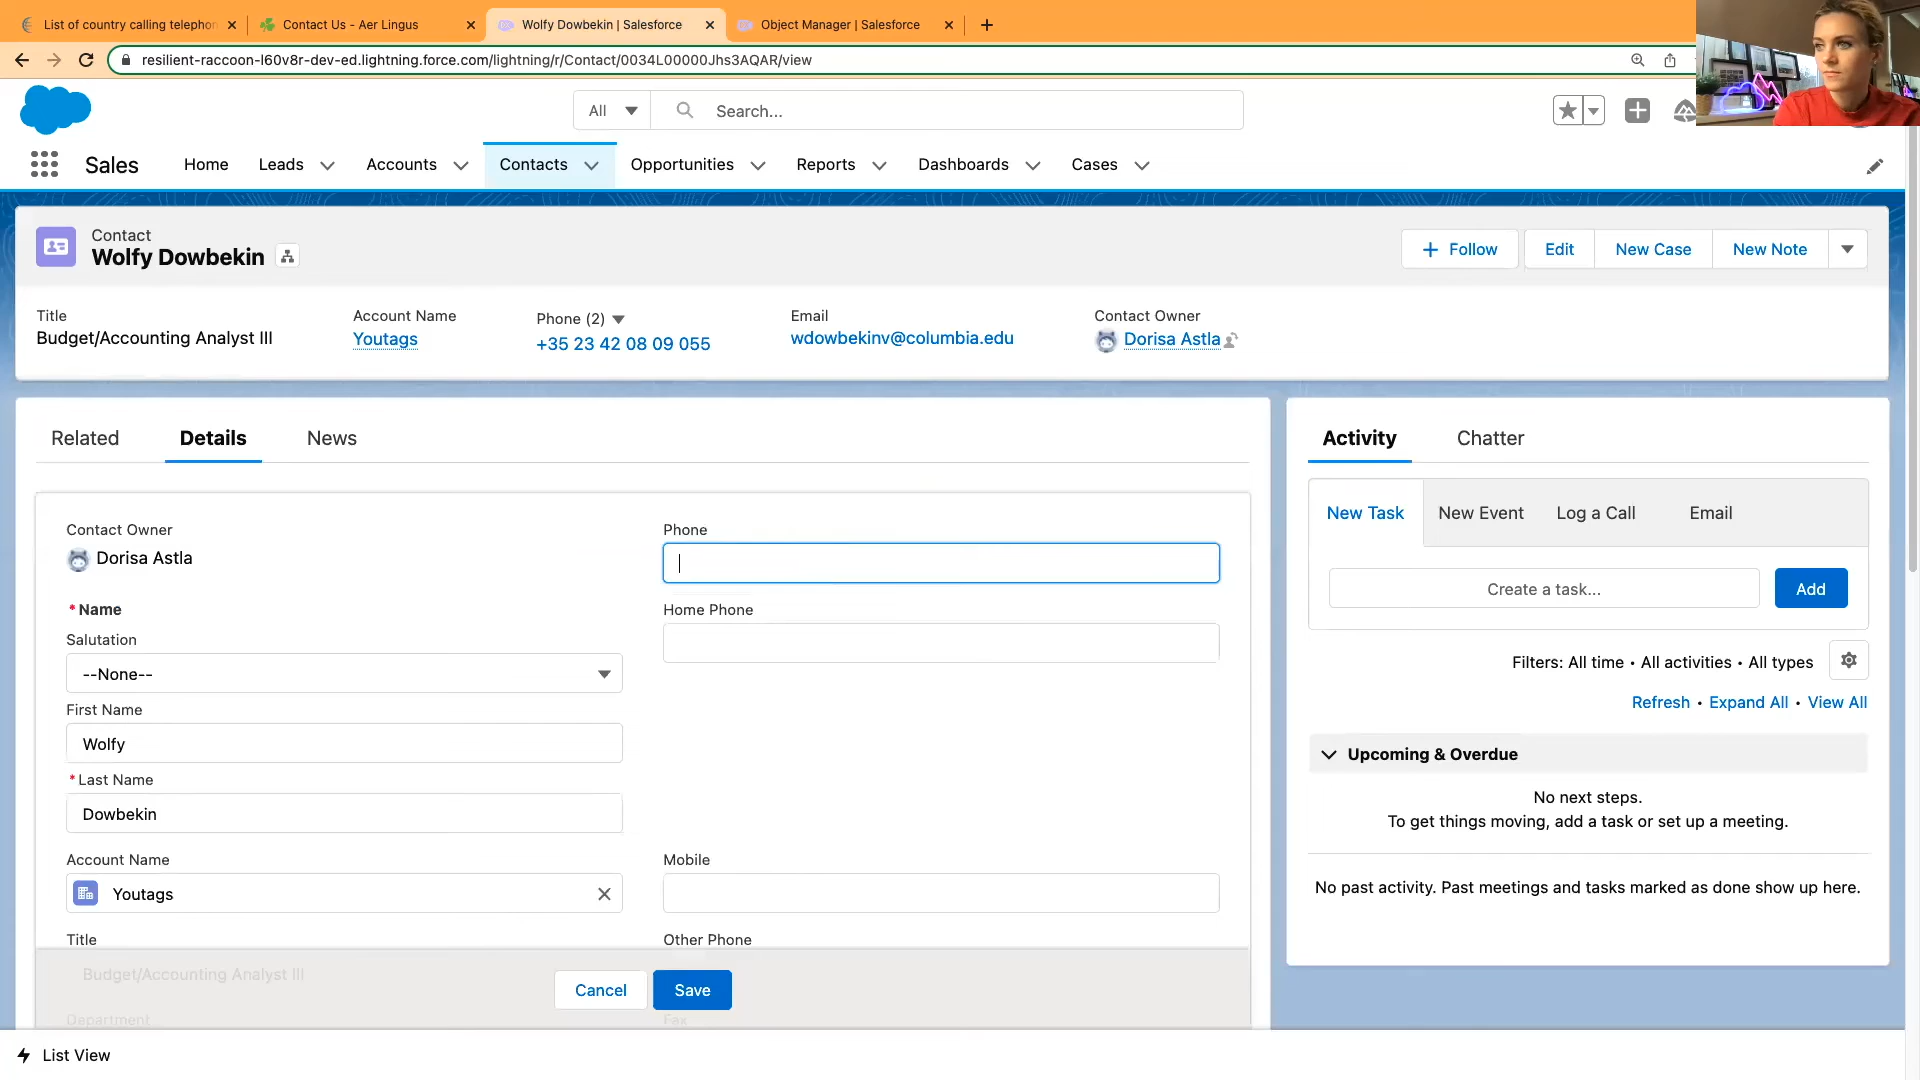 List of country calling telephon
Contact Us - Aer Lingus
Wolfy Dowbekin | Salesforce
Object Manager | Salesforce
resilient-raccoon-l60v8r-dev-ed.lightning.force.com/lightning/r/Contact/0034L00000Jhs3AQAR/view
All
Search...
Sales
Home
Leads
Accounts
Contacts
Opportunities
Reports
Dashboards
Cases
Contact
Wolfy Dowbekin
Follow
Edit
New Case
New Note
Title
Account Name
Phone (2)
Email
Contact Owner
Budget/Accounting Analyst III
Youtags
+35 23 42 08 09 055
wdowbekinv@columbia.edu
Dorisa Astla
Related
Details
News
Contact Owner
Dorisa Astla
Phone
*Name
Home Phone
Salutation
--None--
First Name
Wolfy
*Last Name
Dowbekin
Account Name
Youtags
Mobile
Title
Budget/Accounting Analyst III
Other Phone
Department
Fax
Cancel
Save
Activity
Chatter
New Task
New Event
Log a Call
Email
Create a task...
Add
Filters: All time • All activities • All types
Refresh • Expand All • View All
Upcoming & Overdue
No next steps.
To get things moving, add a task or set up a meeting.
No past activity. Past meetings and tasks marked as done show up here.
List View